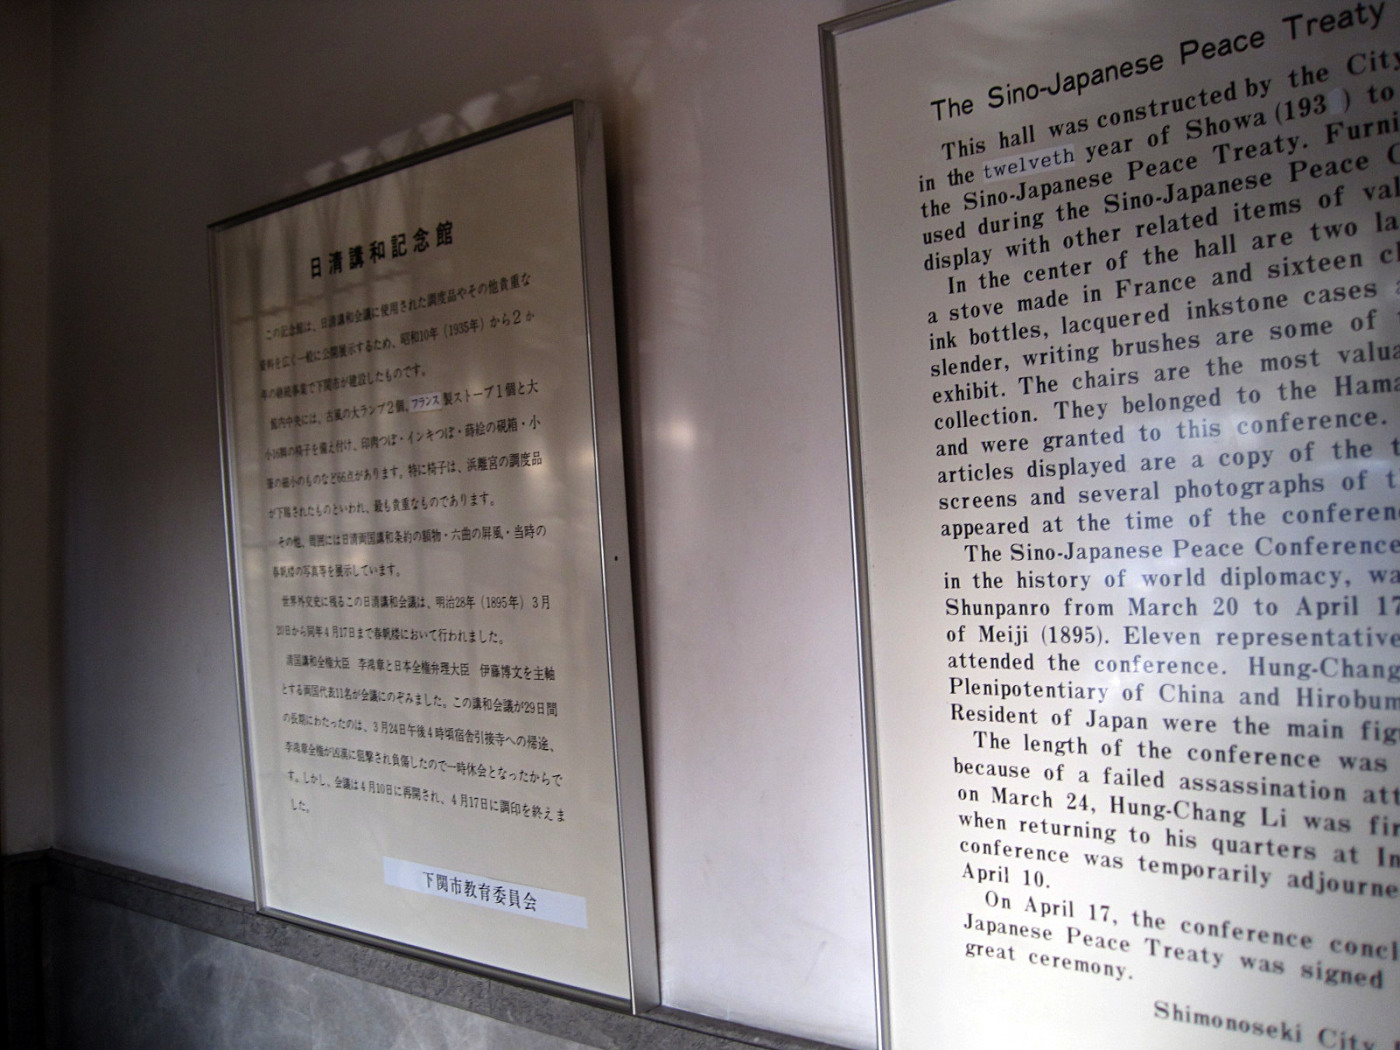 日清講和記念館
この記念館は、日清講和会議に使用された調度品やその他貴重な
資料を広く一般に公開展示するため、昭和10年(1935年)から2か
年の継続事業で下関市が建設したものです。
館内中央には、古風の大ランプ2個、フランス製ストーブ1個と大
小16脚の椅子を備え付け、印肉つぼ・インキつぼ・蒔絵の硯箱・小
筆の細小のものなど66点があります。特に椅子は、浜離宮の調度品
が下賜されたものといわれ、最も貴重なものであります。
その他、周囲には日清両国講和条約の額物・六曲の屏風・当時の
春帆楼の写真等を展示しています。
世界外交史に残るこの日清講和会議は、明治28年(1895年)3月
20日から同年4月17日まで春帆楼において行われました。
清国講和全権大臣 李鴻章と日本全権弁理大臣 伊藤博文を主軸
とする両国代表11名が会議にのぞみました。この講和会議が29日間
の長期にわたったのは、3月24日午後4時頃宿舎引接寺への帰途、
李鴻章全権が凶漢に狙撃され負傷したので一時休会となったからで
す。しかし、会議は4月10日に再開され、4月17日に調印を終えま
した。
下関市教育委員会
The Sino-Japanese Peace Treaty
This hall was constructed by the City
in the twelveth year of Showa (193 ) to
the Sino-Japanese Peace Treaty. Furni
used during the Sino-Japanese Peace C
display with other related items of val
In the center of the hall are two la
a stove made in France and sixteen c
ink bottles, lacquered inkstone cases a
slender, writing brushes are some of
exhibit. The chairs are the most valua
collection. They belonged to the Hama
and were granted to this conference.
articles displayed are a copy of the t
screens and several photographs of t
appeared at the time of the conferenc
The Sino-Japanese Peace Conference
in the history of world diplomacy, wa
Shunpanro from March 20 to April 17
of Meiji (1895). Eleven representative
attended the conference. Hung-Chang
Plenipotentiary of China and Hirobum
Resident of Japan were the main fig
The length of the conference was
because of a failed assassination att
on March 24, Hung-Chang Li was fir
when returning to his quarters at In
conference was temporarily adjourne
April 10.
On April 17, the conference concl
Japanese Peace Treaty was signed
great ceremony.
Shimonoseki City